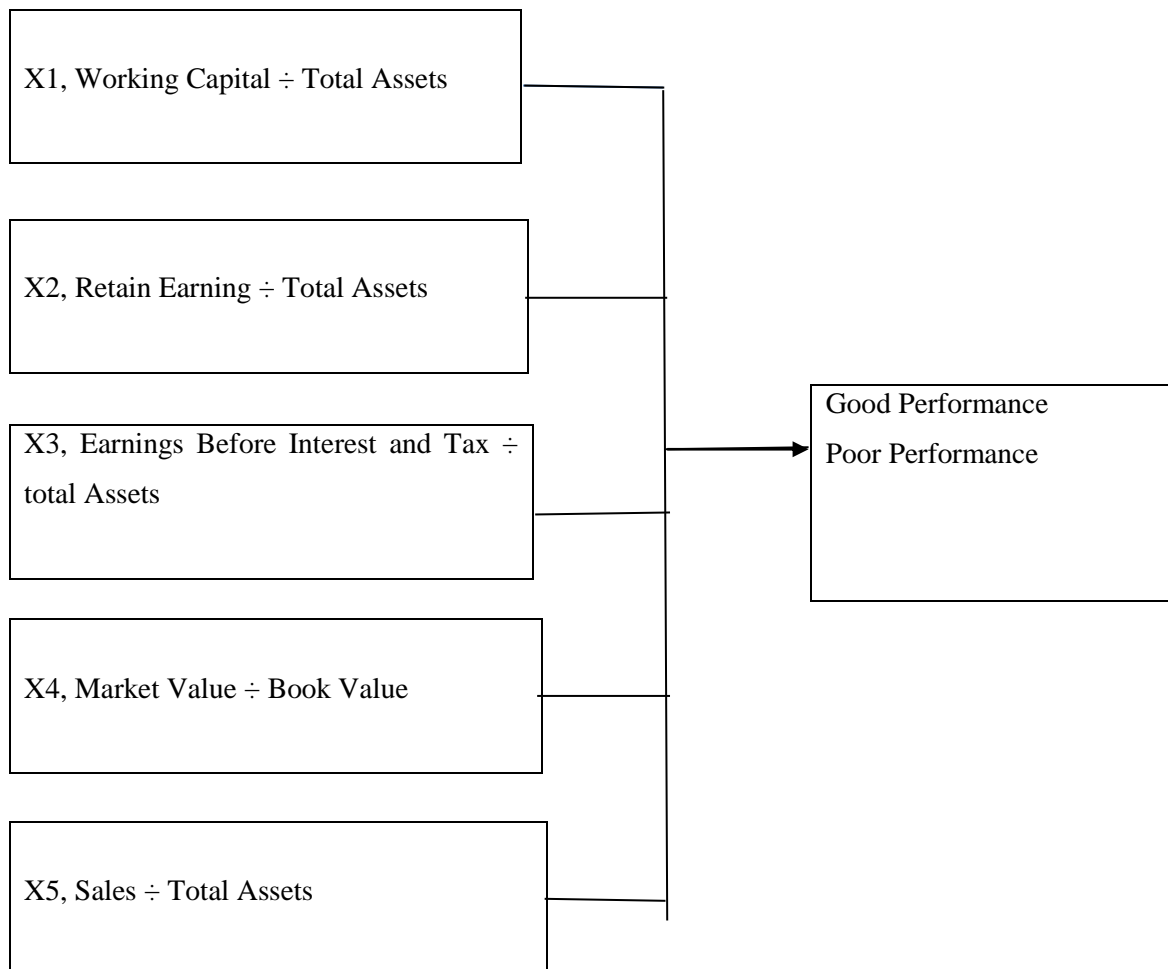 X1, Working Capital ÷ Total Assets
X2, Retain Earning ÷ Total Assets
X3, Earnings Before Interest and Tax ÷
total Assets
Good Performance
Poor Performance
X4, Market Value ÷ Book Value
X5, Sales ÷ Total Assets